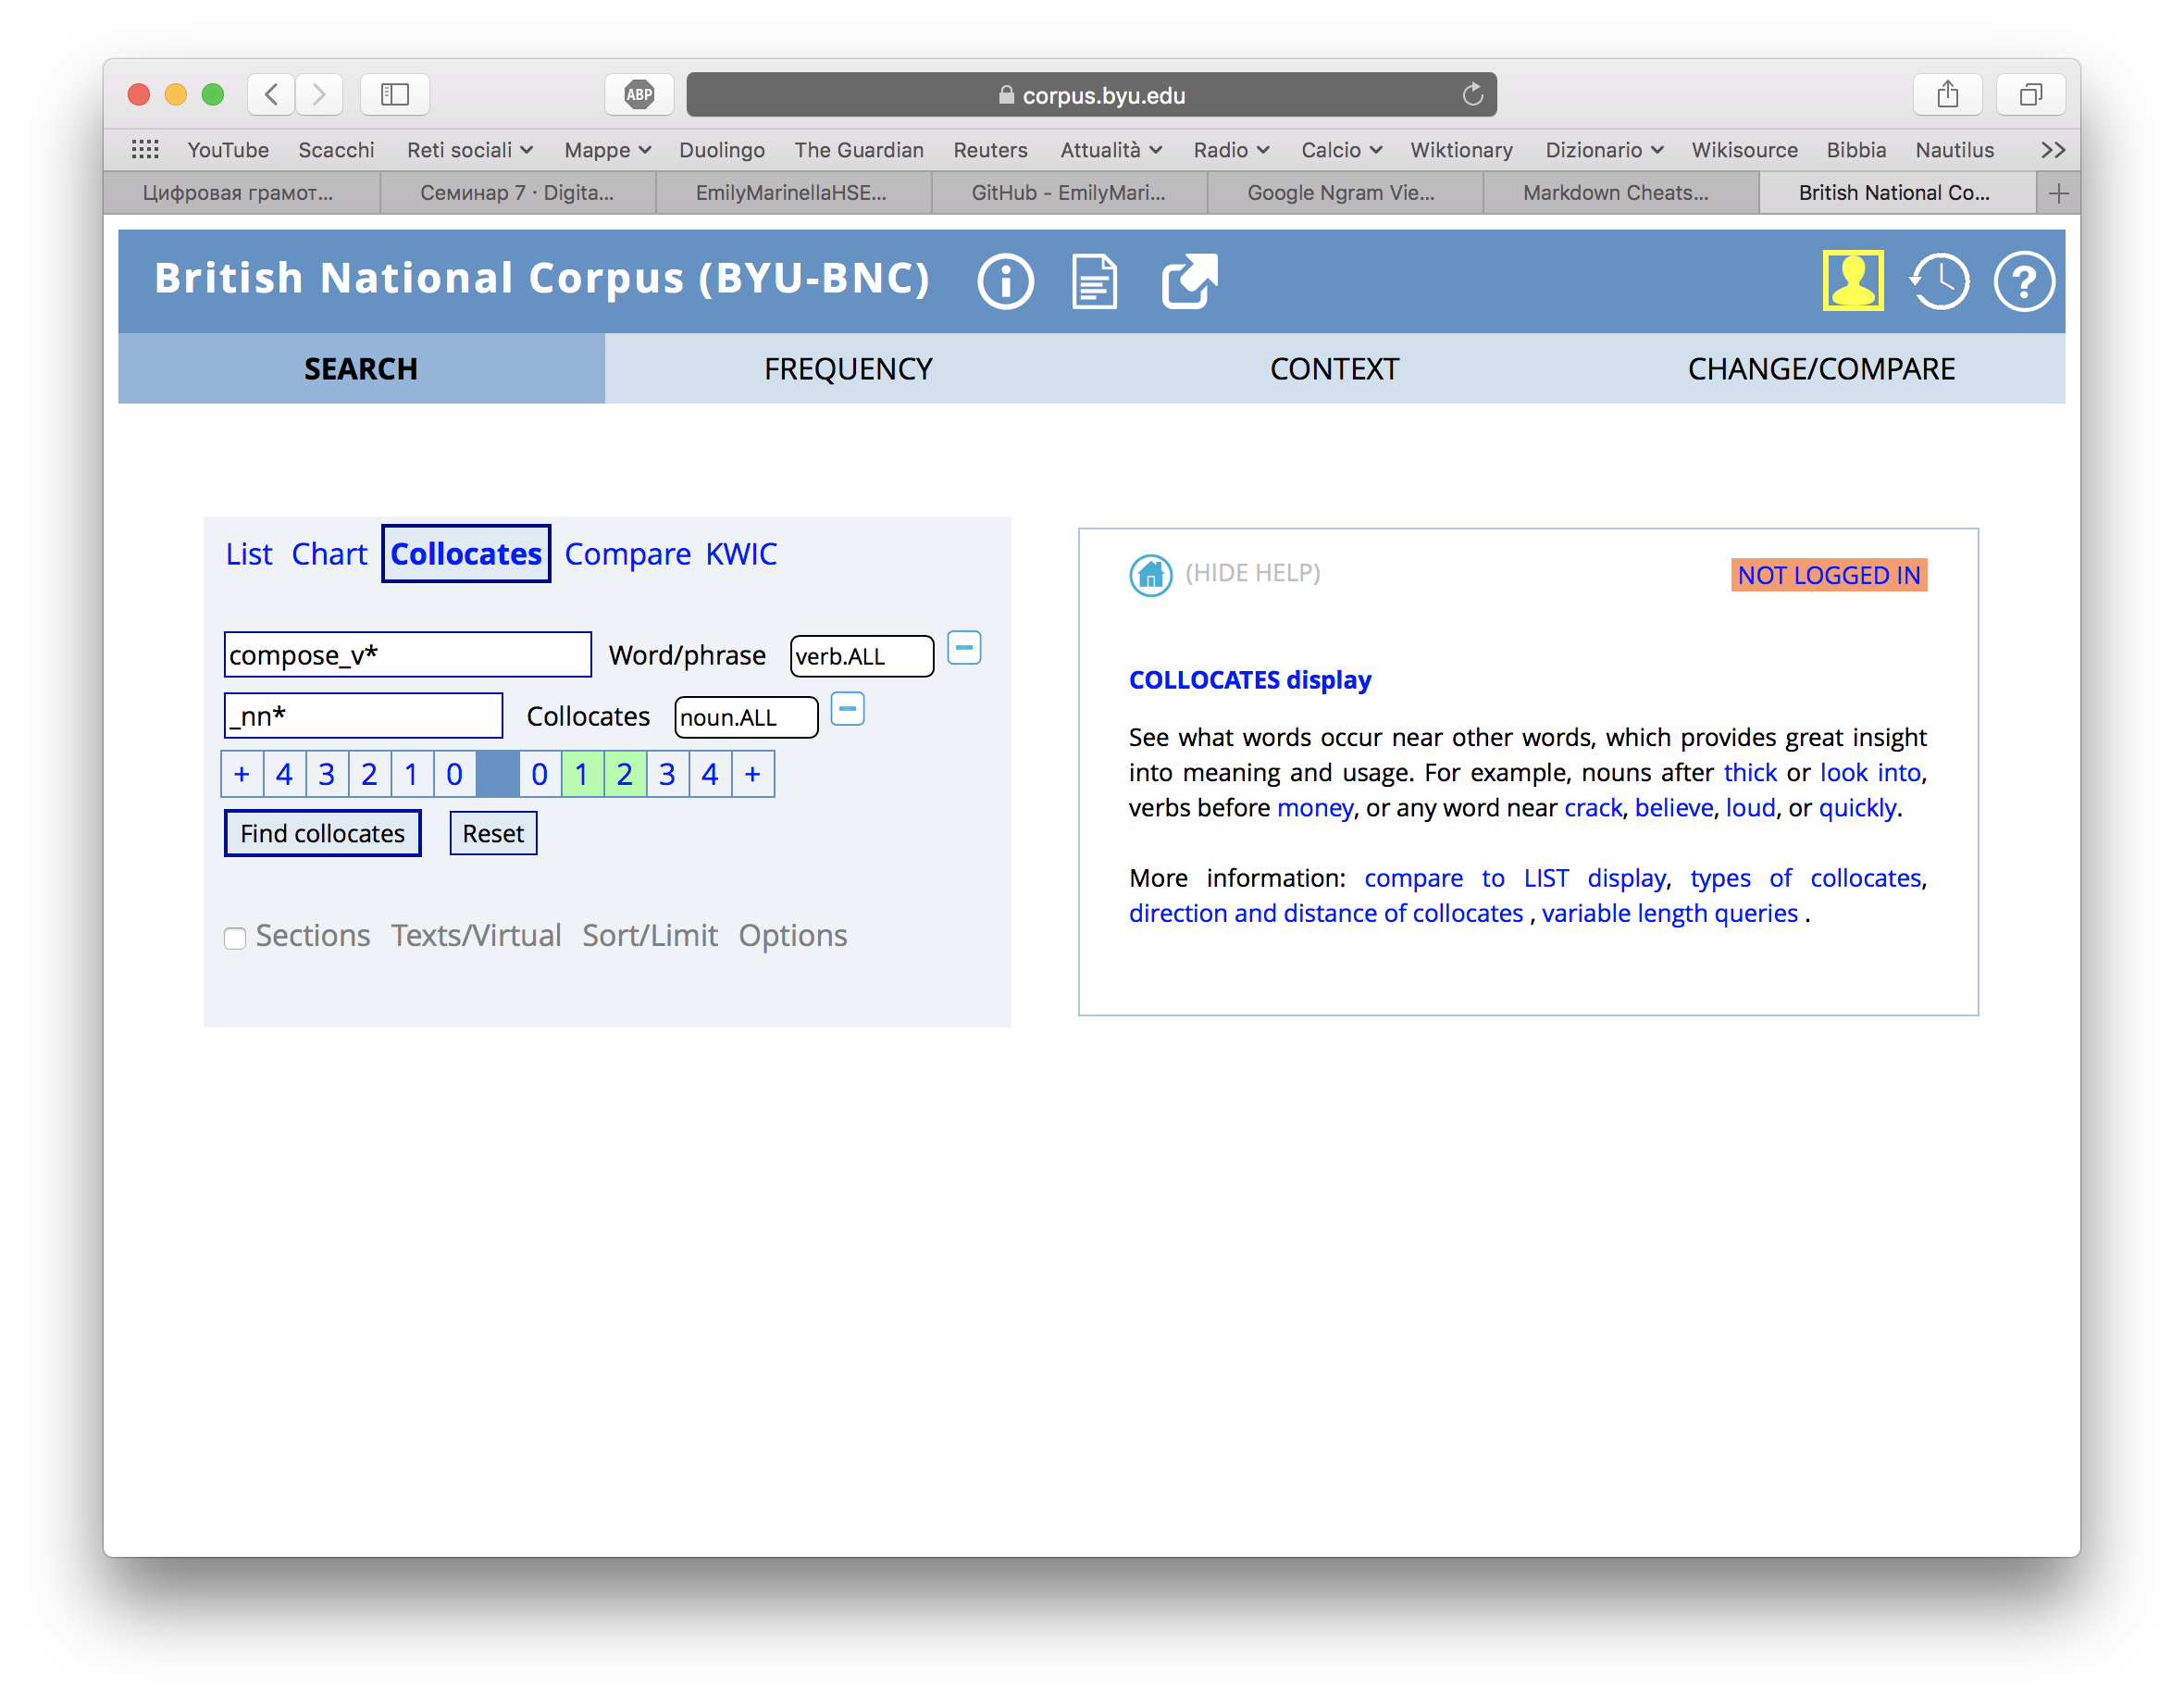 ABP
corpus.byu.edu
YouTube Scacchi Reti sociali Mappe Duolingo The Guardian Reuters Attualità Radio Calcio Wiktionary Dizionario Wikisource Bibbia Nautilus >>
Цифровая грамот... Семинар 7 · Digita... EmilyMarinellaHSE... GitHub - EmilyMari... Google Ngram Vie... Markdown Cheats... British National Co... +
British National Corpus (BYU-BNC)
SEARCH FREQUENCY CONTEXT CHANGE/COMPARE
List Chart Collocates Compare KWIC
compose_v* Word/phrase verb.ALL
_nn* Collocates noun.ALL
+ 4 3 2 1 0 0 1 2 3 4 +
Find collocates Reset
Sections Texts/Virtual Sort/Limit Options
(HIDE HELP) NOT LOGGED IN
COLLOCATES display
See what words occur near other words, which provides great insight
into meaning and usage. For example, nouns after thick or look into,
verbs before money, or any word near crack, believe, loud, or quickly.
More information: compare to LIST display, types of collocates,
direction and distance of collocates , variable length queries .